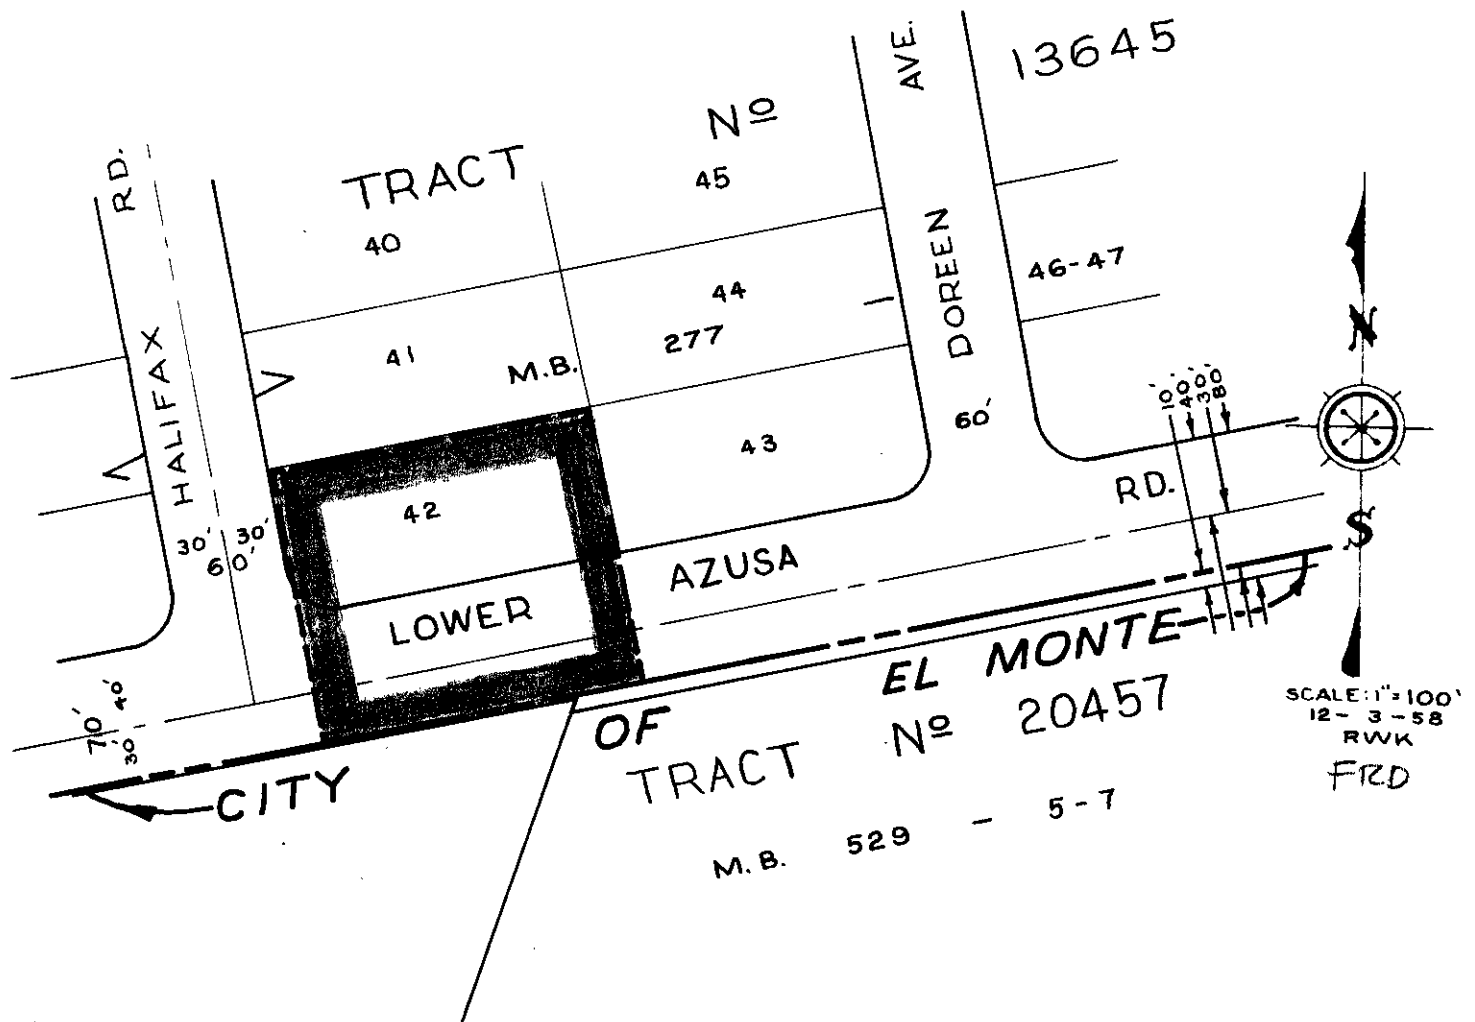 TRACT Nº 13645
M.B. 277 - 46-47
HALIFAX RD.
DOREEN AVE.
40
45
41
44
42
43
30' 30'
60'
60'
10'
40'
30'
80'
LOWER AZUSA RD.
70'
40'
30'
CITY OF EL MONTE
TRACT Nº 20457
M.B. 529 - 5-7
N
S
SCALE: 1"=100'
12-3-58
RWK
FRD